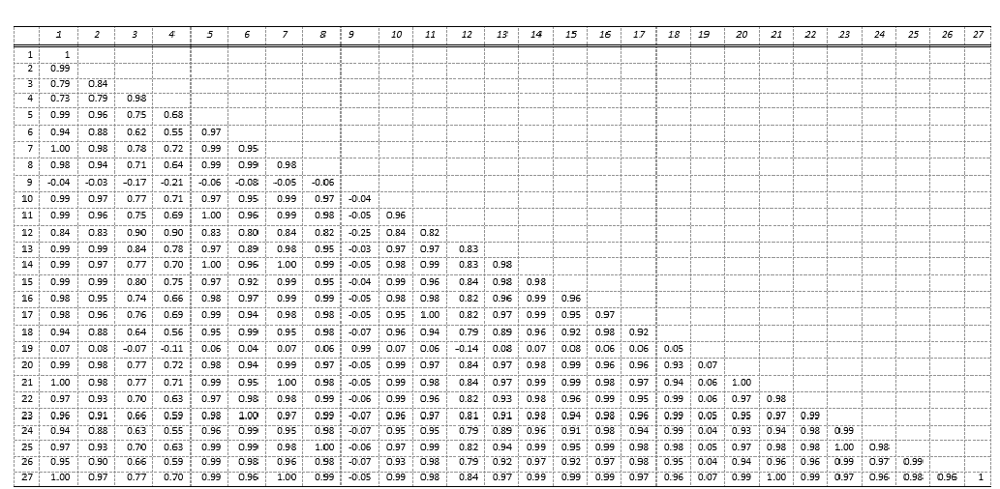 1 2 3 4 5 6 7 8 9 10 11 12 13 14 15 16 17 18 19 20 21 22 23 24 25 26 27
1 1
2 0.99
3 0.79 0.84
4 0.73 0.79 0.98
5 0.99 0.96 0.75 0.68
6 0.94 0.88 0.62 0.55 0.97
7 1.00 0.98 0.78 0.72 0.99 0.95
8 0.98 0.94 0.71 0.64 0.99 0.99 0.98
9 -0.04 -0.03 -0.17 -0.21 -0.06 -0.08 -0.05 -0.06
10 0.99 0.97 0.77 0.71 0.97 0.95 0.99 0.97 -0.04
11 0.99 0.96 0.75 0.69 1.00 0.96 0.99 0.98 -0.05 0.96
12 0.84 0.83 0.90 0.90 0.83 0.80 0.84 0.82 -0.25 0.84 0.82
13 0.99 0.99 0.84 0.78 0.97 0.89 0.98 0.95 -0.03 0.97 0.97 0.83
14 0.99 0.97 0.77 0.70 1.00 0.96 1.00 0.99 -0.05 0.98 0.99 0.83 0.98
15 0.99 0.99 0.80 0.75 0.97 0.92 0.99 0.95 -0.04 0.99 0.96 0.84 0.98 0.98
16 0.98 0.95 0.74 0.66 0.98 0.97 0.99 0.99 -0.05 0.98 0.98 0.82 0.96 0.99 0.96
17 0.98 0.96 0.76 0.69 0.99 0.94 0.98 0.98 -0.05 0.95 1.00 0.82 0.97 0.99 0.95 0.97
18 0.94 0.88 0.64 0.56 0.95 0.99 0.95 0.98 -0.07 0.96 0.94 0.79 0.89 0.96 0.92 0.98 0.92
19 0.07 0.08 -0.07 -0.11 0.06 0.04 0.07 0.06 0.99 0.07 0.06 -0.14 0.08 0.07 0.08 0.06 0.06 0.05
20 0.99 0.98 0.77 0.72 0.98 0.94 0.99 0.97 -0.05 0.99 0.97 0.84 0.97 0.98 0.99 0.96 0.96 0.93 0.07
21 1.00 0.98 0.77 0.71 0.99 0.95 1.00 0.98 -0.05 0.99 0.98 0.84 0.97 0.99 0.99 0.98 0.97 0.94 0.06 1.00
22 0.97 0.93 0.70 0.63 0.97 0.98 0.98 0.99 -0.06 0.99 0.96 0.82 0.93 0.98 0.96 0.99 0.95 0.99 0.06 0.97 0.98
23 0.96 0.91 0.66 0.59 0.98 1.00 0.97 0.99 -0.07 0.96 0.97 0.81 0.91 0.98 0.94 0.98 0.96 0.99 0.05 0.95 0.97 0.99
24 0.94 0.88 0.63 0.55 0.96 0.99 0.95 0.98 -0.07 0.95 0.95 0.79 0.89 0.96 0.91 0.98 0.94 0.99 0.04 0.93 0.94 0.98 0.99
25 0.97 0.93 0.70 0.63 0.99 0.99 0.98 1.00 -0.06 0.97 0.99 0.82 0.94 0.99 0.95 0.99 0.98 0.98 0.05 0.97 0.98 0.98 1.00 0.98
26 0.95 0.90 0.66 0.59 0.99 0.98 0.96 0.98 -0.07 0.93 0.98 0.79 0.92 0.97 0.92 0.97 0.98 0.95 0.04 0.94 0.96 0.96 0.99 0.97 0.99
27 1.00 0.97 0.77 0.70 0.99 0.96 1.00 0.99 -0.05 0.99 0.98 0.84 0.97 0.99 0.99 0.99 0.97 0.96 0.07 0.99 1.00 0.99 0.97 0.96 0.98 0.96 1